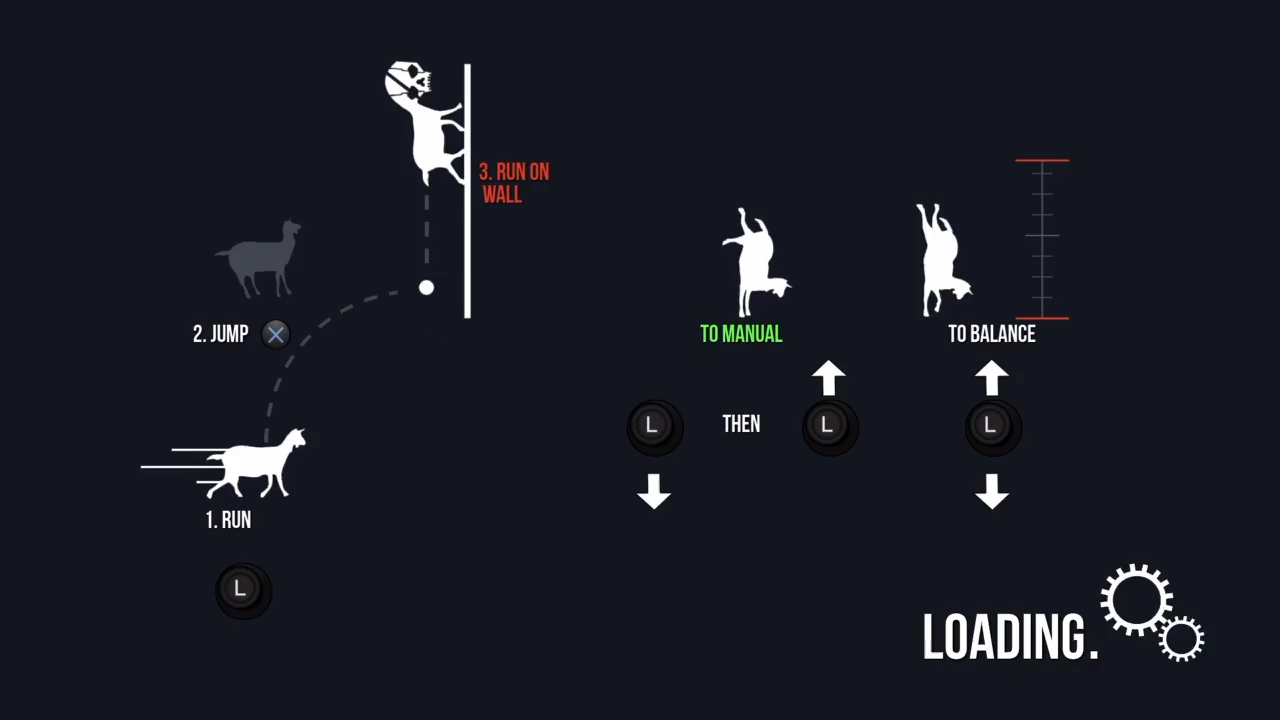 3. RUN ON
WALL
2. JUMP
TO MANUAL
TO BALANCE
L
THEN
L
L
1. RUN
L
LOADING.